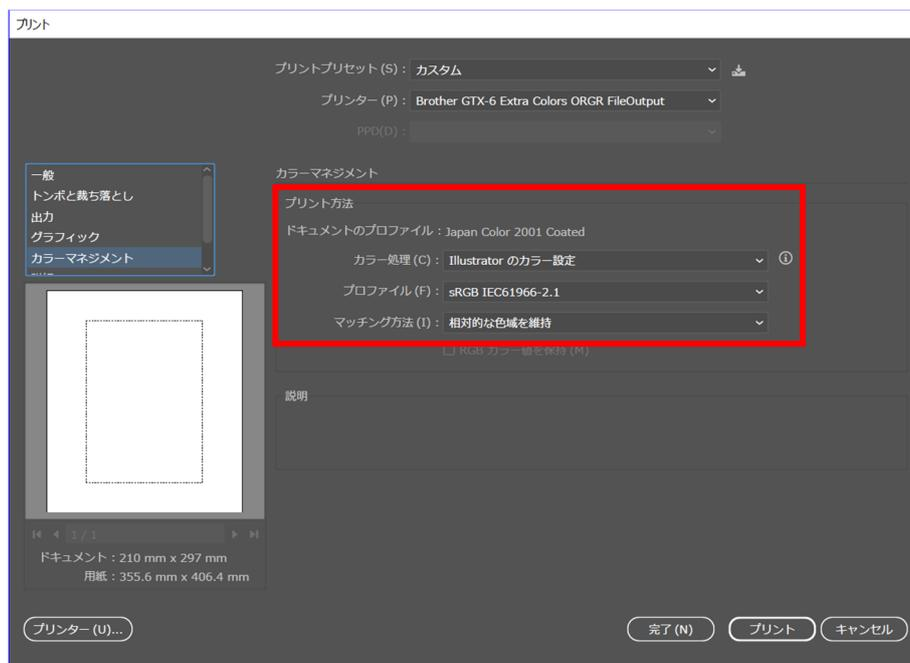 プリント
プリントプリセット (S) : カスタム
プリンター (P) : Brother GTX-6 Extra Colors ORGR FileOutput
PPD(D) :
一般
トンボと裁ち落とし
出力
グラフィック
カラーマネジメント
カラーマネジメント
プリント方法
ドキュメントのプロファイル : Japan Color 2001 Coated
カラー処理 (C) : Illustrator のカラー設定
プロファイル (F) : sRGB IEC61966-2.1
マッチング方法 (I) : 相対的な色域を維持
RGB カラー値を保持 (M)
説明
1 / 1
ドキュメント : 210 mm x 297 mm
用紙 : 355.6 mm x 406.4 mm
プリンター (U)...
完了 (N)
プリント
キャンセル